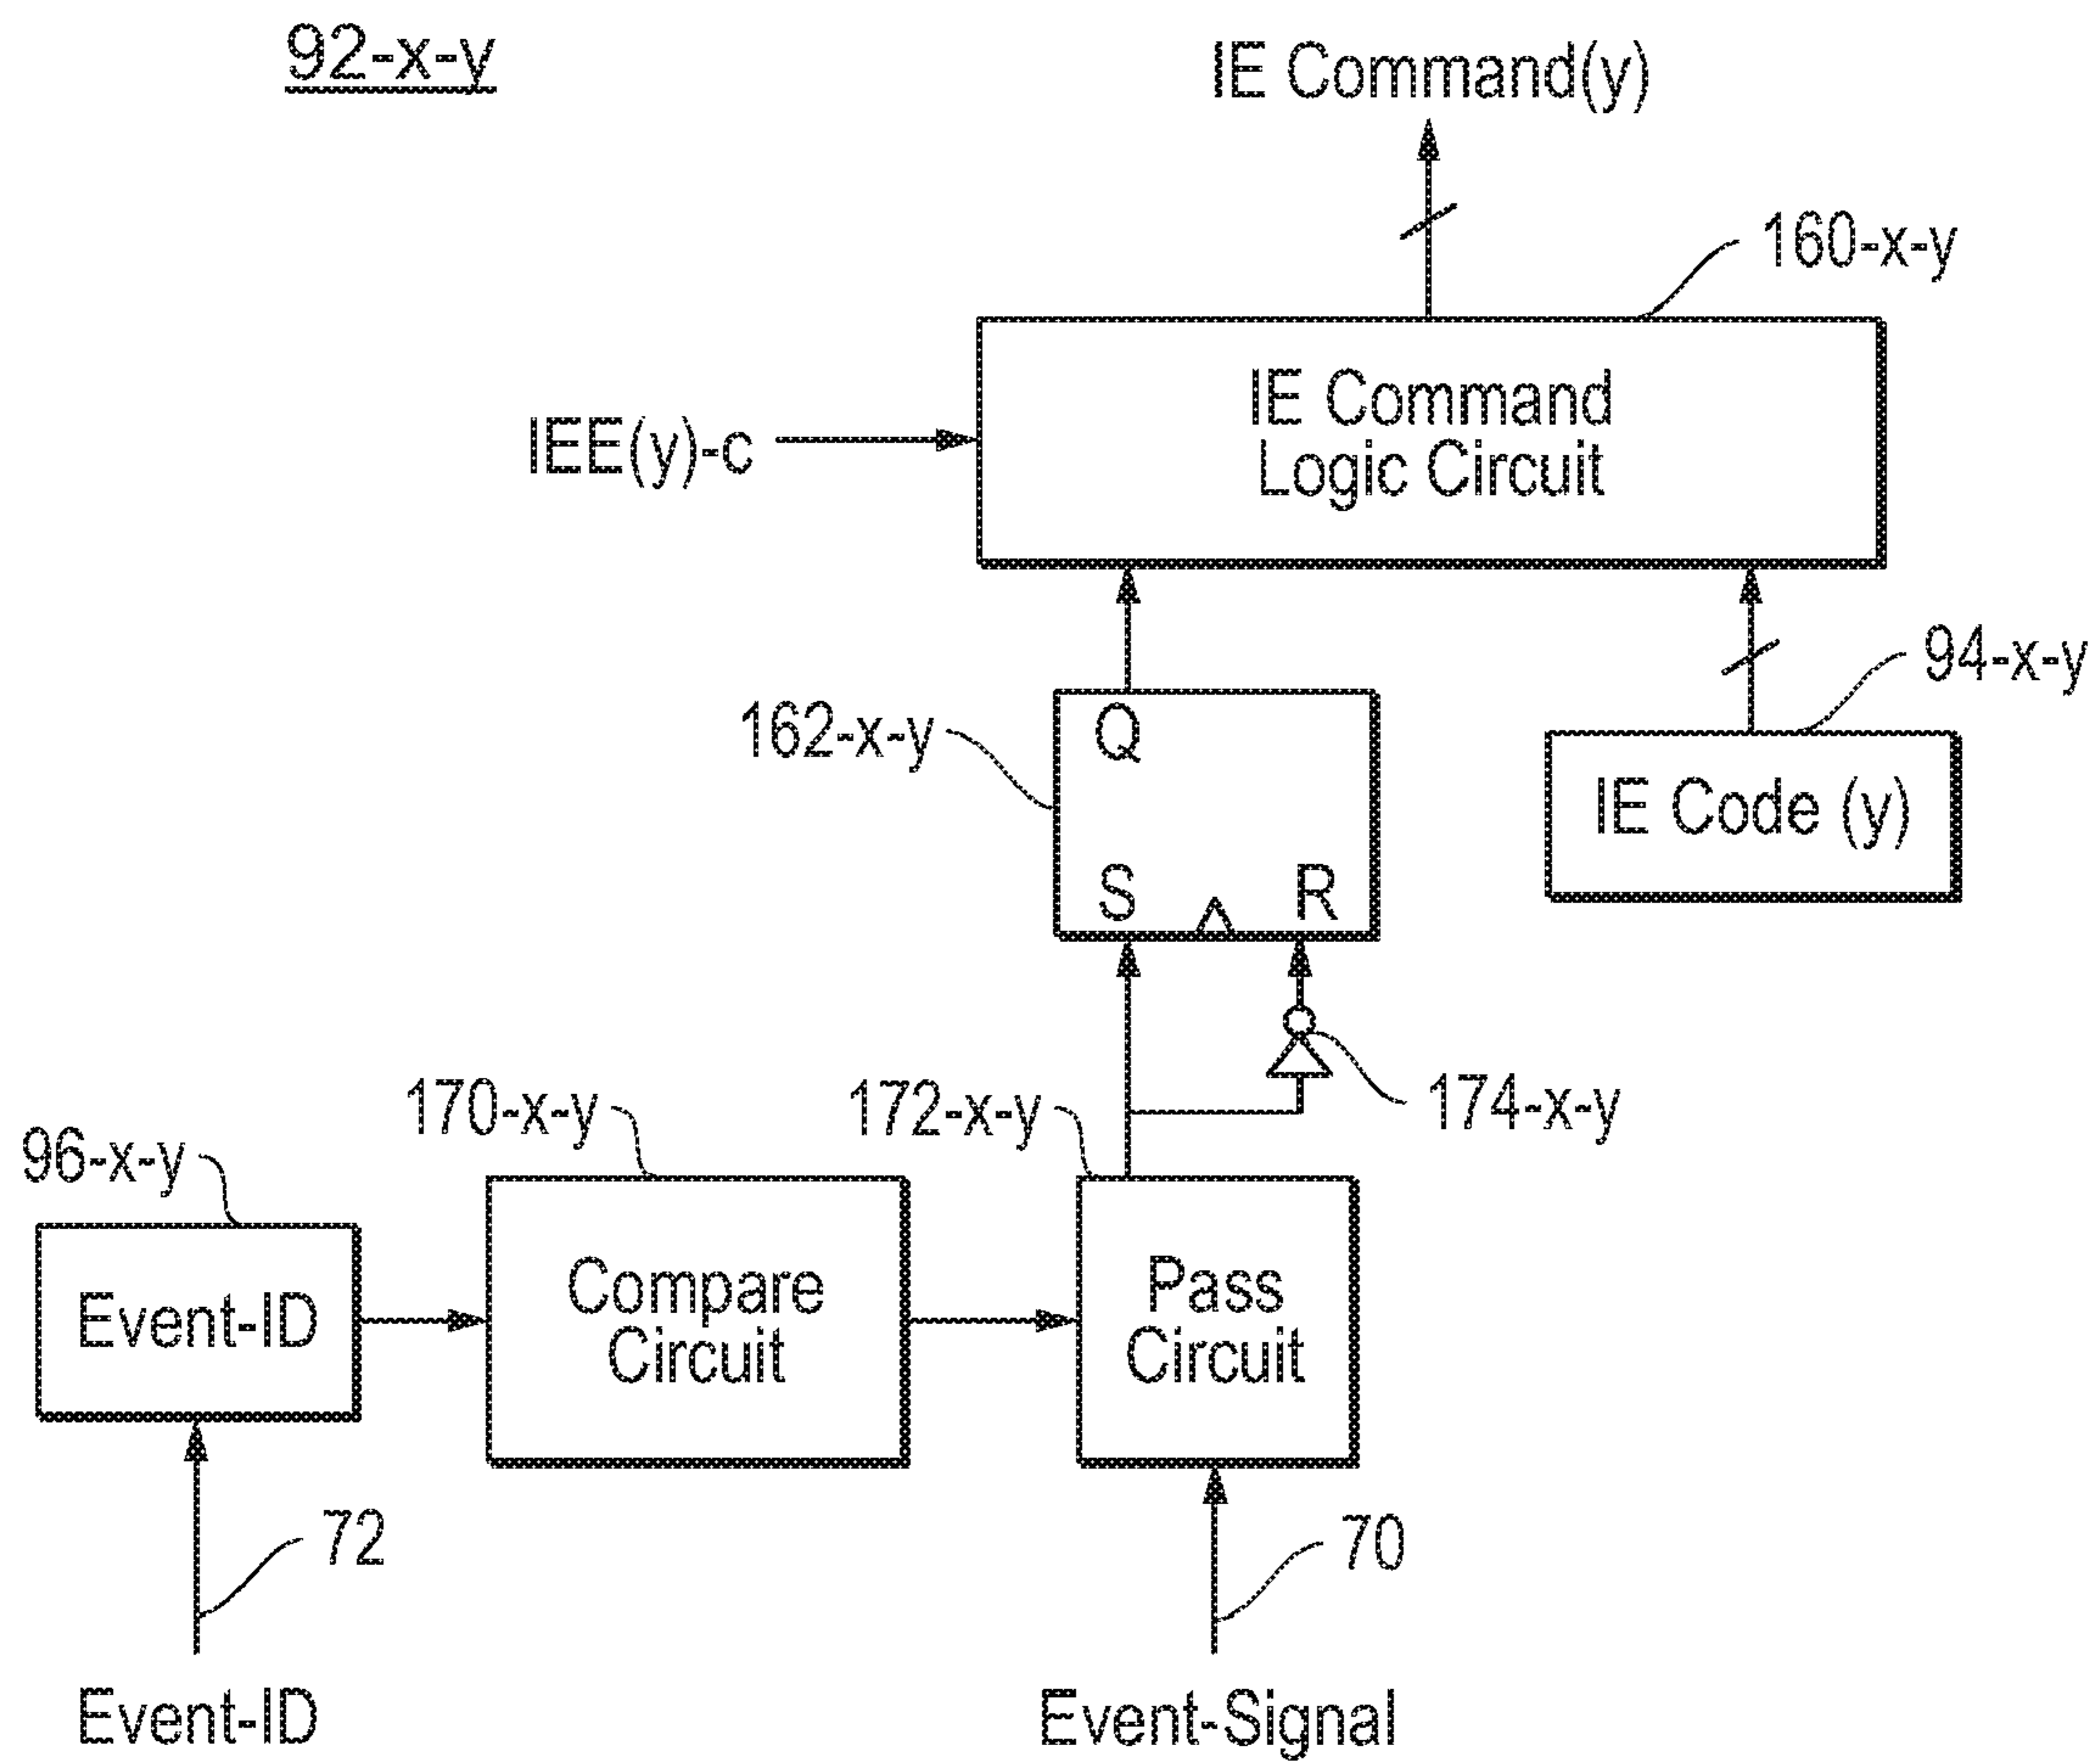 92-x-y
IE Command(y)
160-x-y
IE Command
Logic Circuit
IEE(y)-c
94-x-y
162-x-y
Q
IE Code (y)
S
R
170-x-y
172-x-y
174-x-y
96-x-y
Event-ID
Compare
Circuit
Pass
Circuit
72
70
Event-ID
Event-Signal